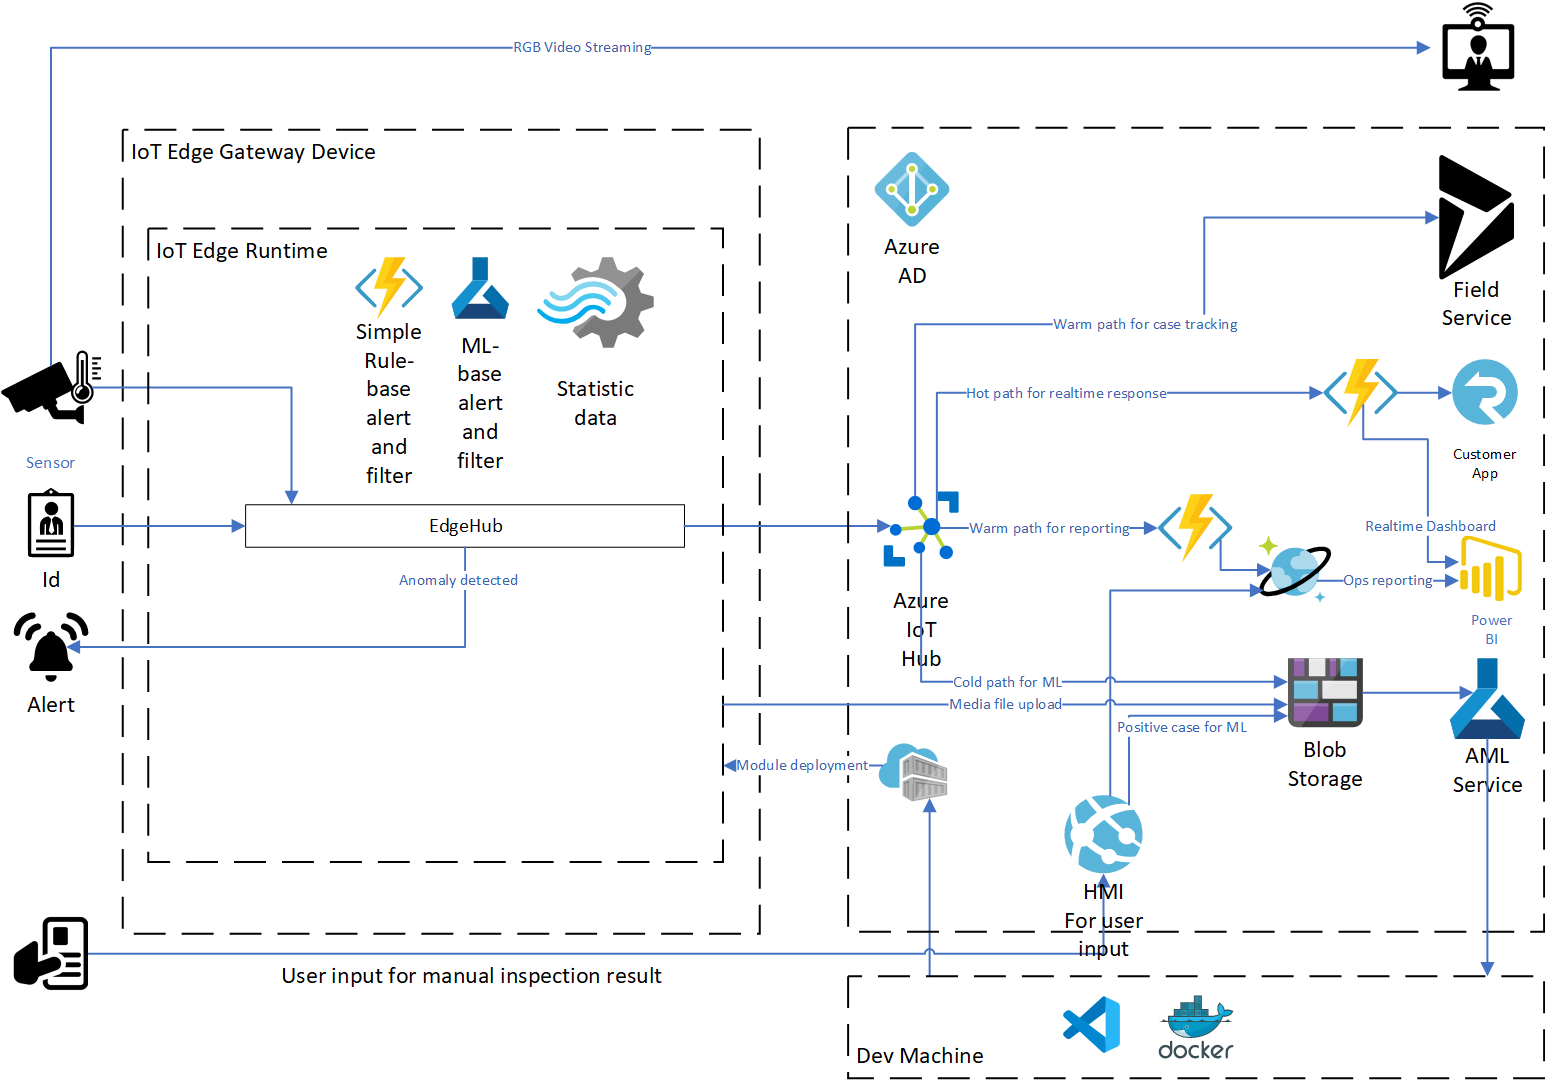 RGB Video Streaming
IoT Edge Gateway Device
IoT Edge Runtime
Simple
Rule-
base
alert
and
filter
ML-
base
alert
and
filter
Statistic
data
Sensor
Id
Alert
EdgeHub
Anomaly detected
Azure
AD
Field
Service
Warm path for case tracking
Hot path for realtime response
Customer
App
Warm path for reporting
Realtime Dashboard
Ops reporting
Power
BI
Azure
IoT
Hub
Cold path for ML
Media file upload
Positive case for ML
Blob
Storage
AML
Service
Module deployment
HMI
For user
input
User input for manual inspection result
Dev Machine
docker